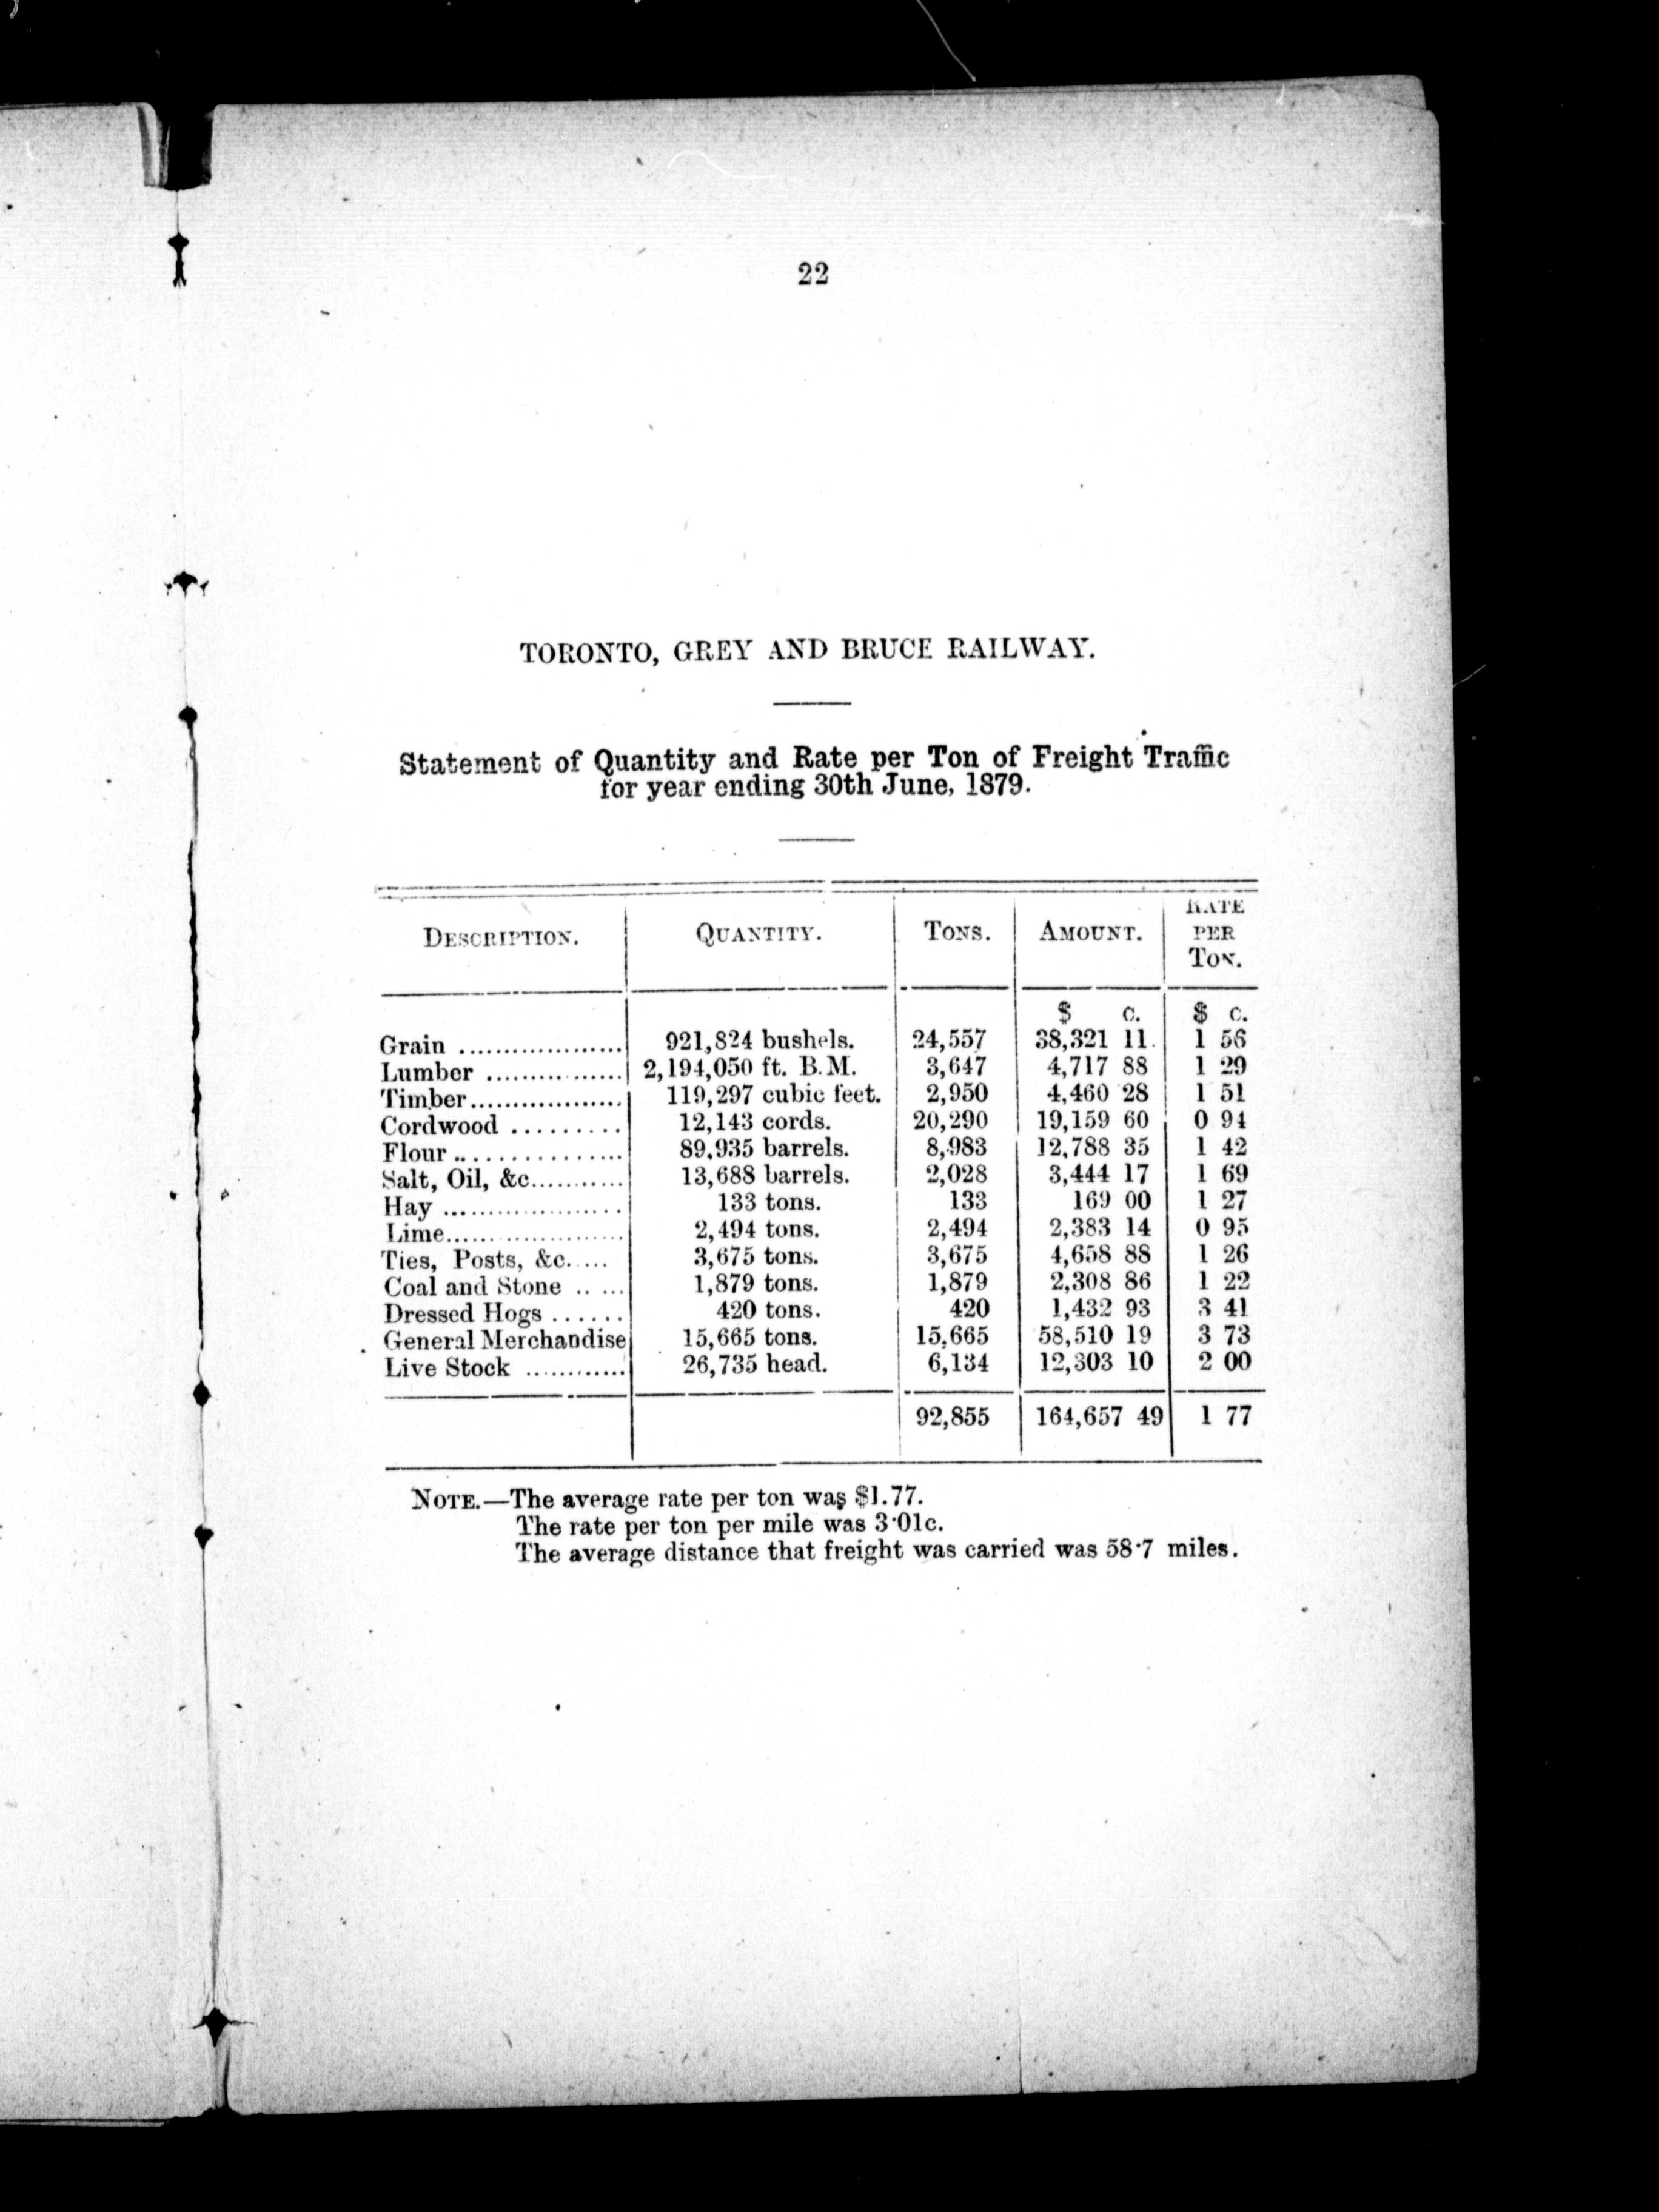 22
TORONTO, GREY AND BRUCE RAILWAY.
Statement of Quantity and Rate per Ton of Freight Traffic
for year ending 30th June, 1879.
DESCRIPTION. QUANTITY. TONS. AMOUNT. RATE PER TON.
$ c. $ c.
Grain ................... 921,824 bushels. 24,557 38,321 11. 1 56
Lumber ................ 2,194,050 ft. B.M. 3,647 4,717 88 1 29
Timber.................. 119,297 cubic feet. 2,950 4,460 28 1 51
Cordwood ......... 12,143 cords. 20,290 19,159 60 0 94
Flour ................. 89,935 barrels. 8,983 12,788 35 1 42
Salt, Oil, &c........... 13,688 barrels. 2,028 3,444 17 1 69
Hay .................... 133 tons. 133 169 00 1 27
Lime..................... 2,494 tons. 2,494 2,383 14 0 95
Ties, Posts, &c..... 3,675 tons. 3,675 4,658 88 1 26
Coal and Stone ..... 1,879 tons. 1,879 2,308 86 1 22
Dressed Hogs ...... 420 tons. 420 1,432 93 3 41
General Merchandise 15,665 tons. 15,665 58,510 19 3 73
Live Stock ............ 26,735 head. 6,134 12,303 10 2 00
92,855 164,657 49 1 77
NOTE.—The average rate per ton was $1.77.
The rate per ton per mile was 3·01c.
The average distance that freight was carried was 58·7 miles.